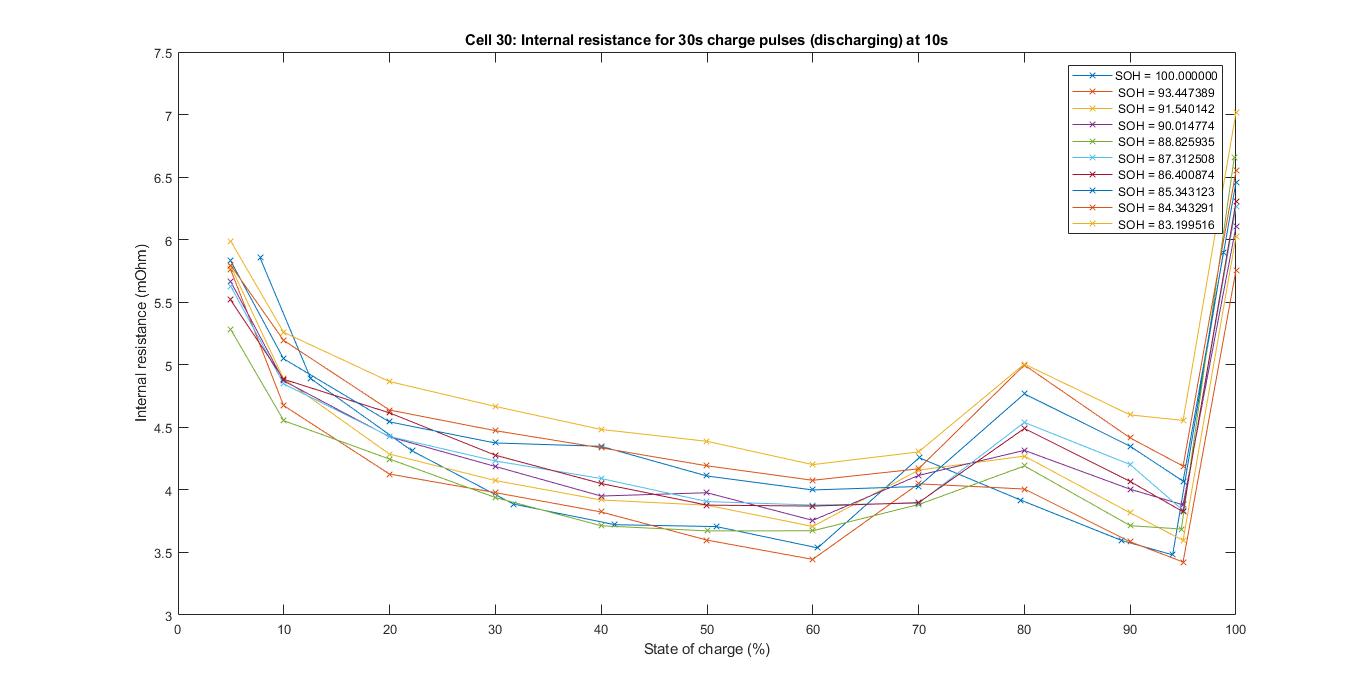 Cell 30: Internal resistance for 30s charge pulses (discharging) at 10s
7.5
7
6.5
6
5.5
5
4.5
4
3.5
3
Internal resistance (mOhm)
SOH = 100.000000
SOH = 93.447389
SOH = 91.540142
SOH = 90.014774
SOH = 88.825935
SOH = 87.312508
SOH = 86.400874
SOH = 85.343123
SOH = 84.343291
SOH = 83.199516
0 10 20 30 40 50 60 70 80 90 100
State of charge (%)